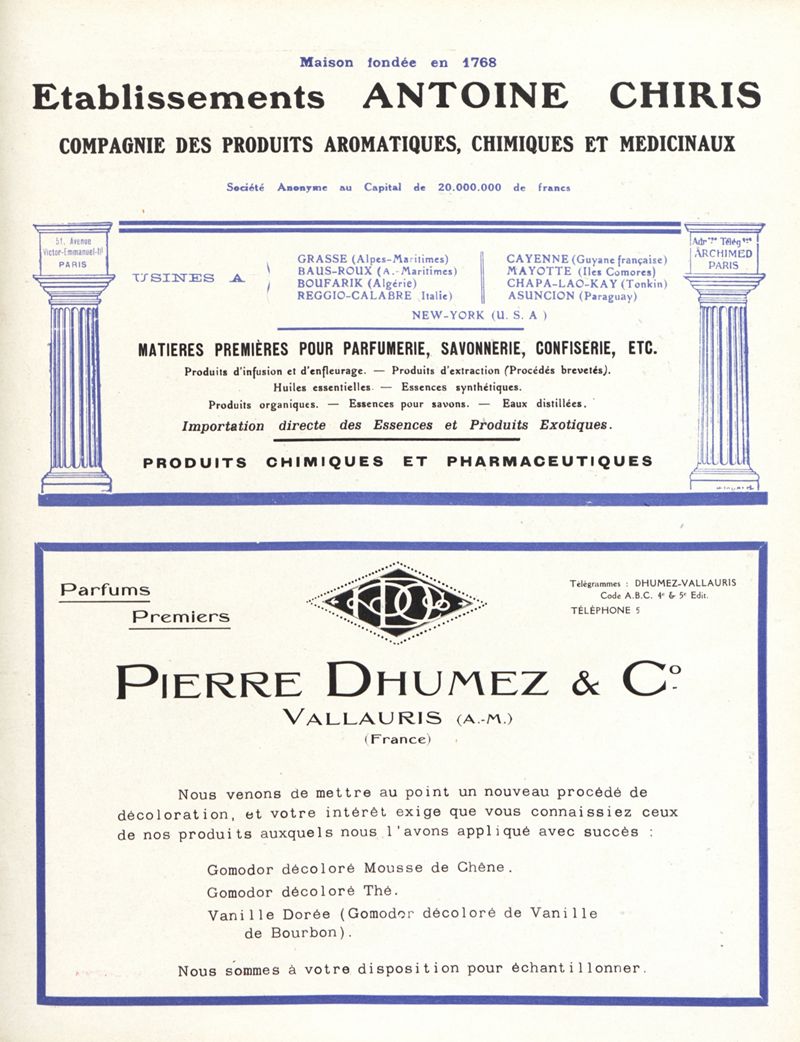 Maison fondée en 1768
Etablissements ANTOINE CHIRIS
COMPAGNIE DES PRODUITS AROMATIQUES, CHIMIQUES ET MEDICINAUX
Société Anonyme au Capital de 20.000.000 de francs
51, Avenue
Victor-Emmanuel-III
PARIS
USINES A
GRASSE (Alpes-Maritimes)
BAUS-ROUX (A.-Maritimes)
BOUFARIK (Algérie)
REGGIO-CALABRE Italie)
CAYENNE (Guyane française)
MAYOTTE (Iles Comores)
CHAPA-LAO-KAY (Tonkin)
ASUNCION (Paraguay)
NEW-YORK (U. S. A )
Adr Télég
ARCHIMED
PARIS
MATIERES PREMIÈRES POUR PARFUMERIE, SAVONNERIE, CONFISERIE, ETC.
Produits d'infusion et d'enfleurage. — Produits d'extraction (Procédés brevetés).
Huiles essentielles. — Essences synthétiques.
Produits organiques. — Essences pour savons. — Eaux distillées.
Importation directe des Essences et Produits Exotiques.
PRODUITS CHIMIQUES ET PHARMACEUTIQUES
Parfums
Premiers
Télégrammes : DHUMEZ-VALLAURIS
Code A.B.C. 4e & 5e Edit.
TÉLÉPHONE 5
PIERRE DHUMEZ & Co
VALLAURIS (A.-M.)
(France)
Nous venons de mettre au point un nouveau procédé de
décoloration, et votre intérêt exige que vous connaissiez ceux
de nos produits auxquels nous l'avons appliqué avec succès :
Gomodor décoloré Mousse de Chêne.
Gomodor décoloré Thé.
Vanille Dorée (Gomodor décoloré de Vanille
de Bourbon).
Nous sommes à votre disposition pour échantillonner.